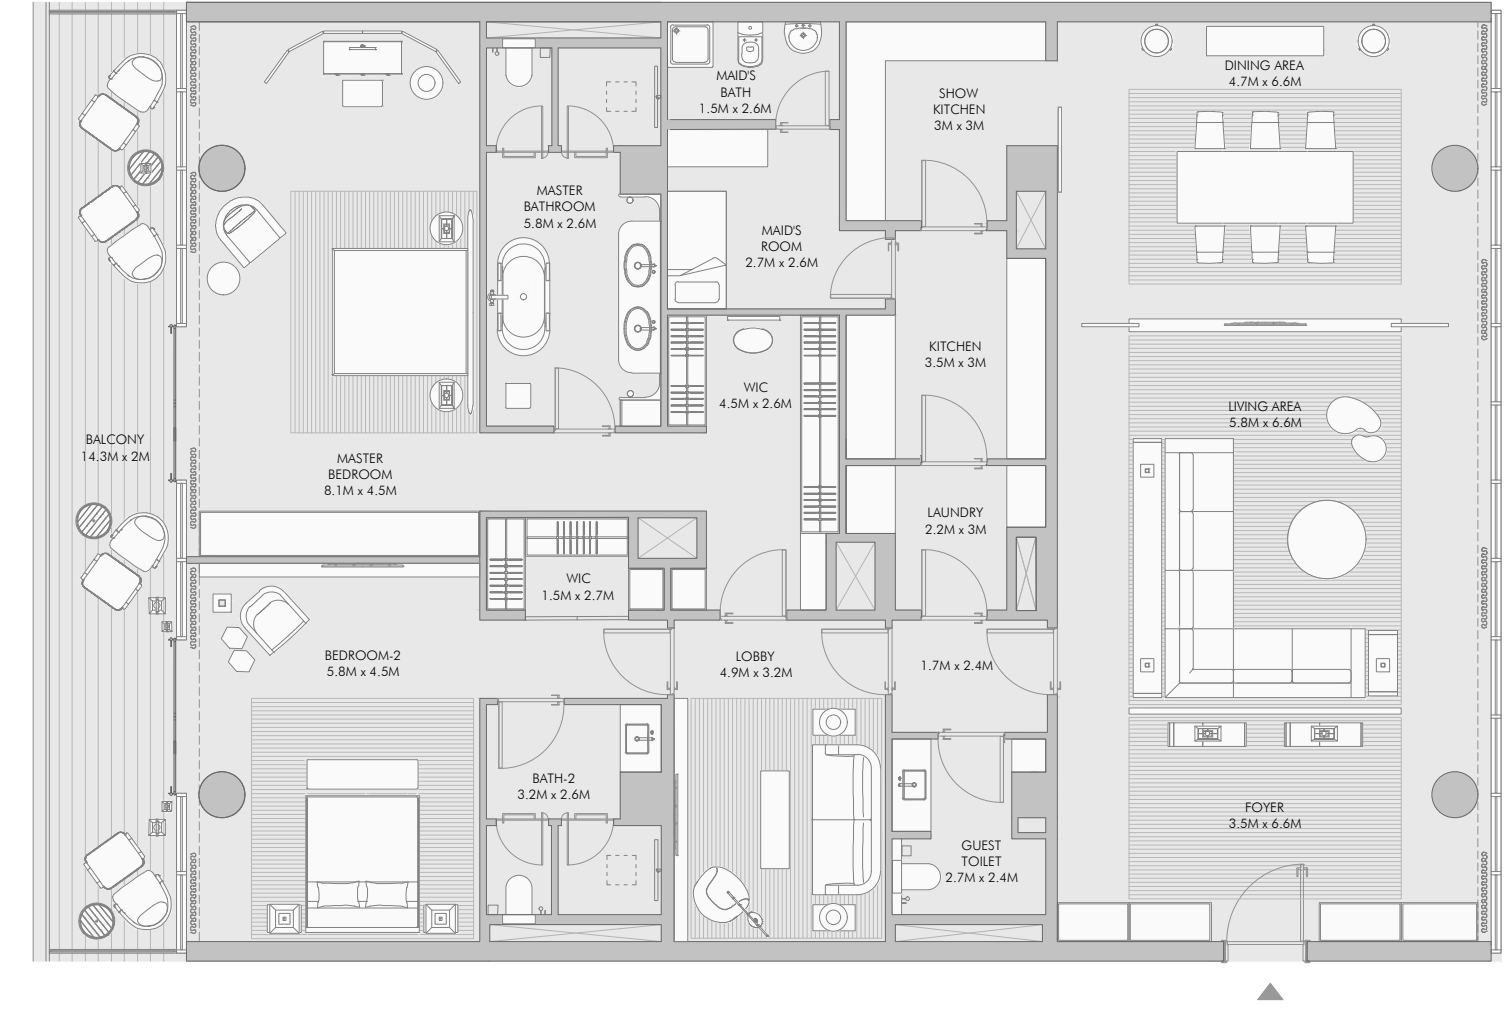 MAID'S
BATH
1.5M x 2.6M
SHOW
KITCHEN
3M x 3M
DINING AREA
4.7M x 6.6M
MASTER
BATHROOM
5.8M x 2.6M
MAID'S
ROOM
2.7M x 2.6M
KITCHEN
3.5M x 3M
WIC
4.5M x 2.6M
LIVING AREA
5.8M x 6.6M
BALCONY
14.3M x 2M
MASTER
BEDROOM
8.1M x 4.5M
LAUNDRY
2.2M x 3M
WIC
1.5M x 2.7M
BEDROOM-2
5.8M x 4.5M
LOBBY
4.9M x 3.2M
1.7M x 2.4M
BATH-2
3.2M x 2.6M
FOYER
3.5M x 6.6M
GUEST
TOILET
2.7M x 2.4M